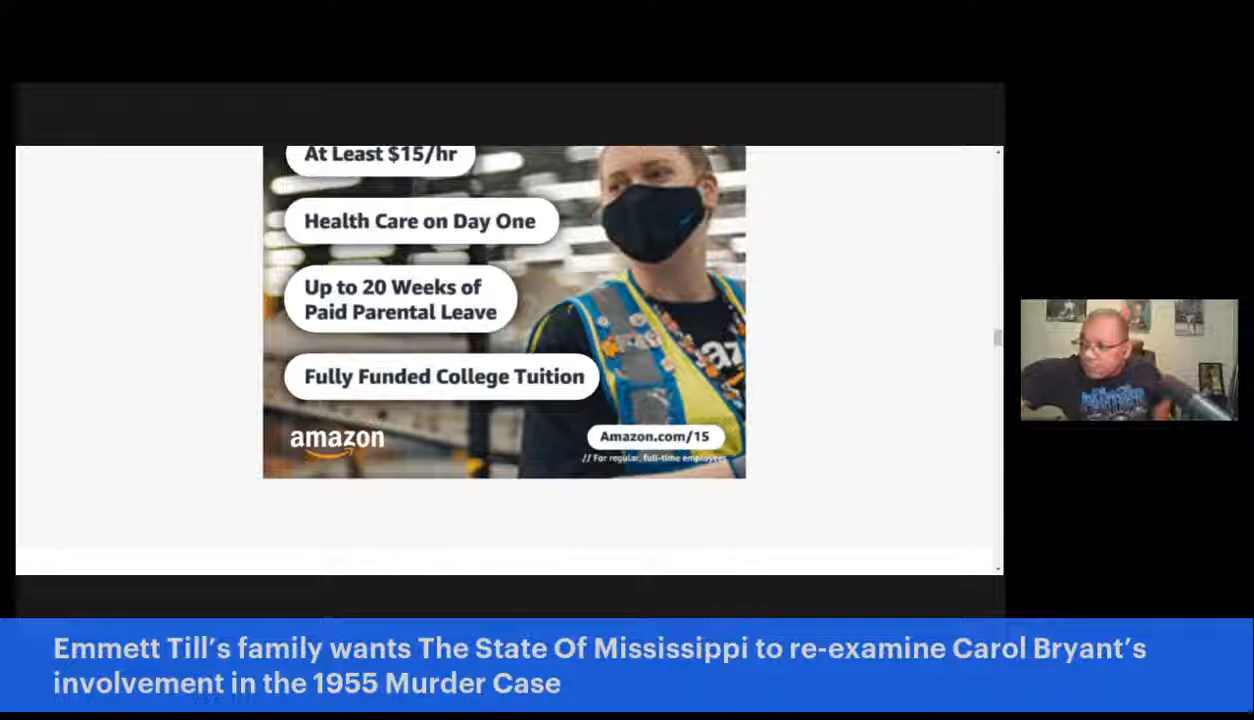 At Least $15/hr
Health Care on Day One
Up to 20 Weeks of
Paid Parental Leave
Fully Funded College Tuition
amazon
Amazon.com/15
// For regular, full-time employees
Emmett Till’s family wants The State Of Mississippi to re-examine Carol Bryant’s
involvement in the 1955 Murder Case